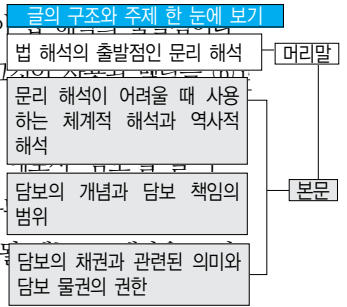 글의 구조와 주제 한 눈에 보기
법 해석의 출발점인 문리 해석
머리말
문리 해석이 어려울 때 사용
하는 체계적 해석과 역사적
해석
담보의 개념과 담보 책임의
범위
본문
담보의 채권과 관련된 의미와
담보 물권의 권한